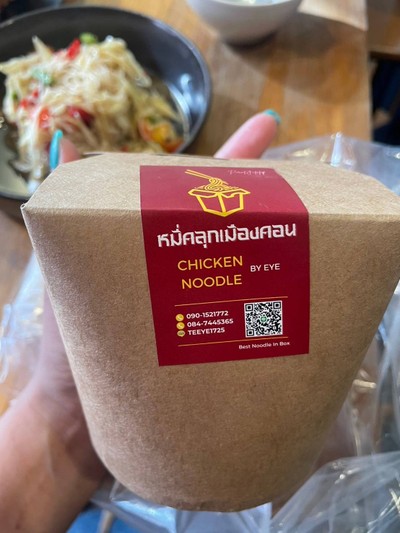 หมี่คลุกเมืองคอน
CHICKEN
NOODLE
BY EYE
090-1521772
084-7445365
TEEYE1725
Best Noodle In Box